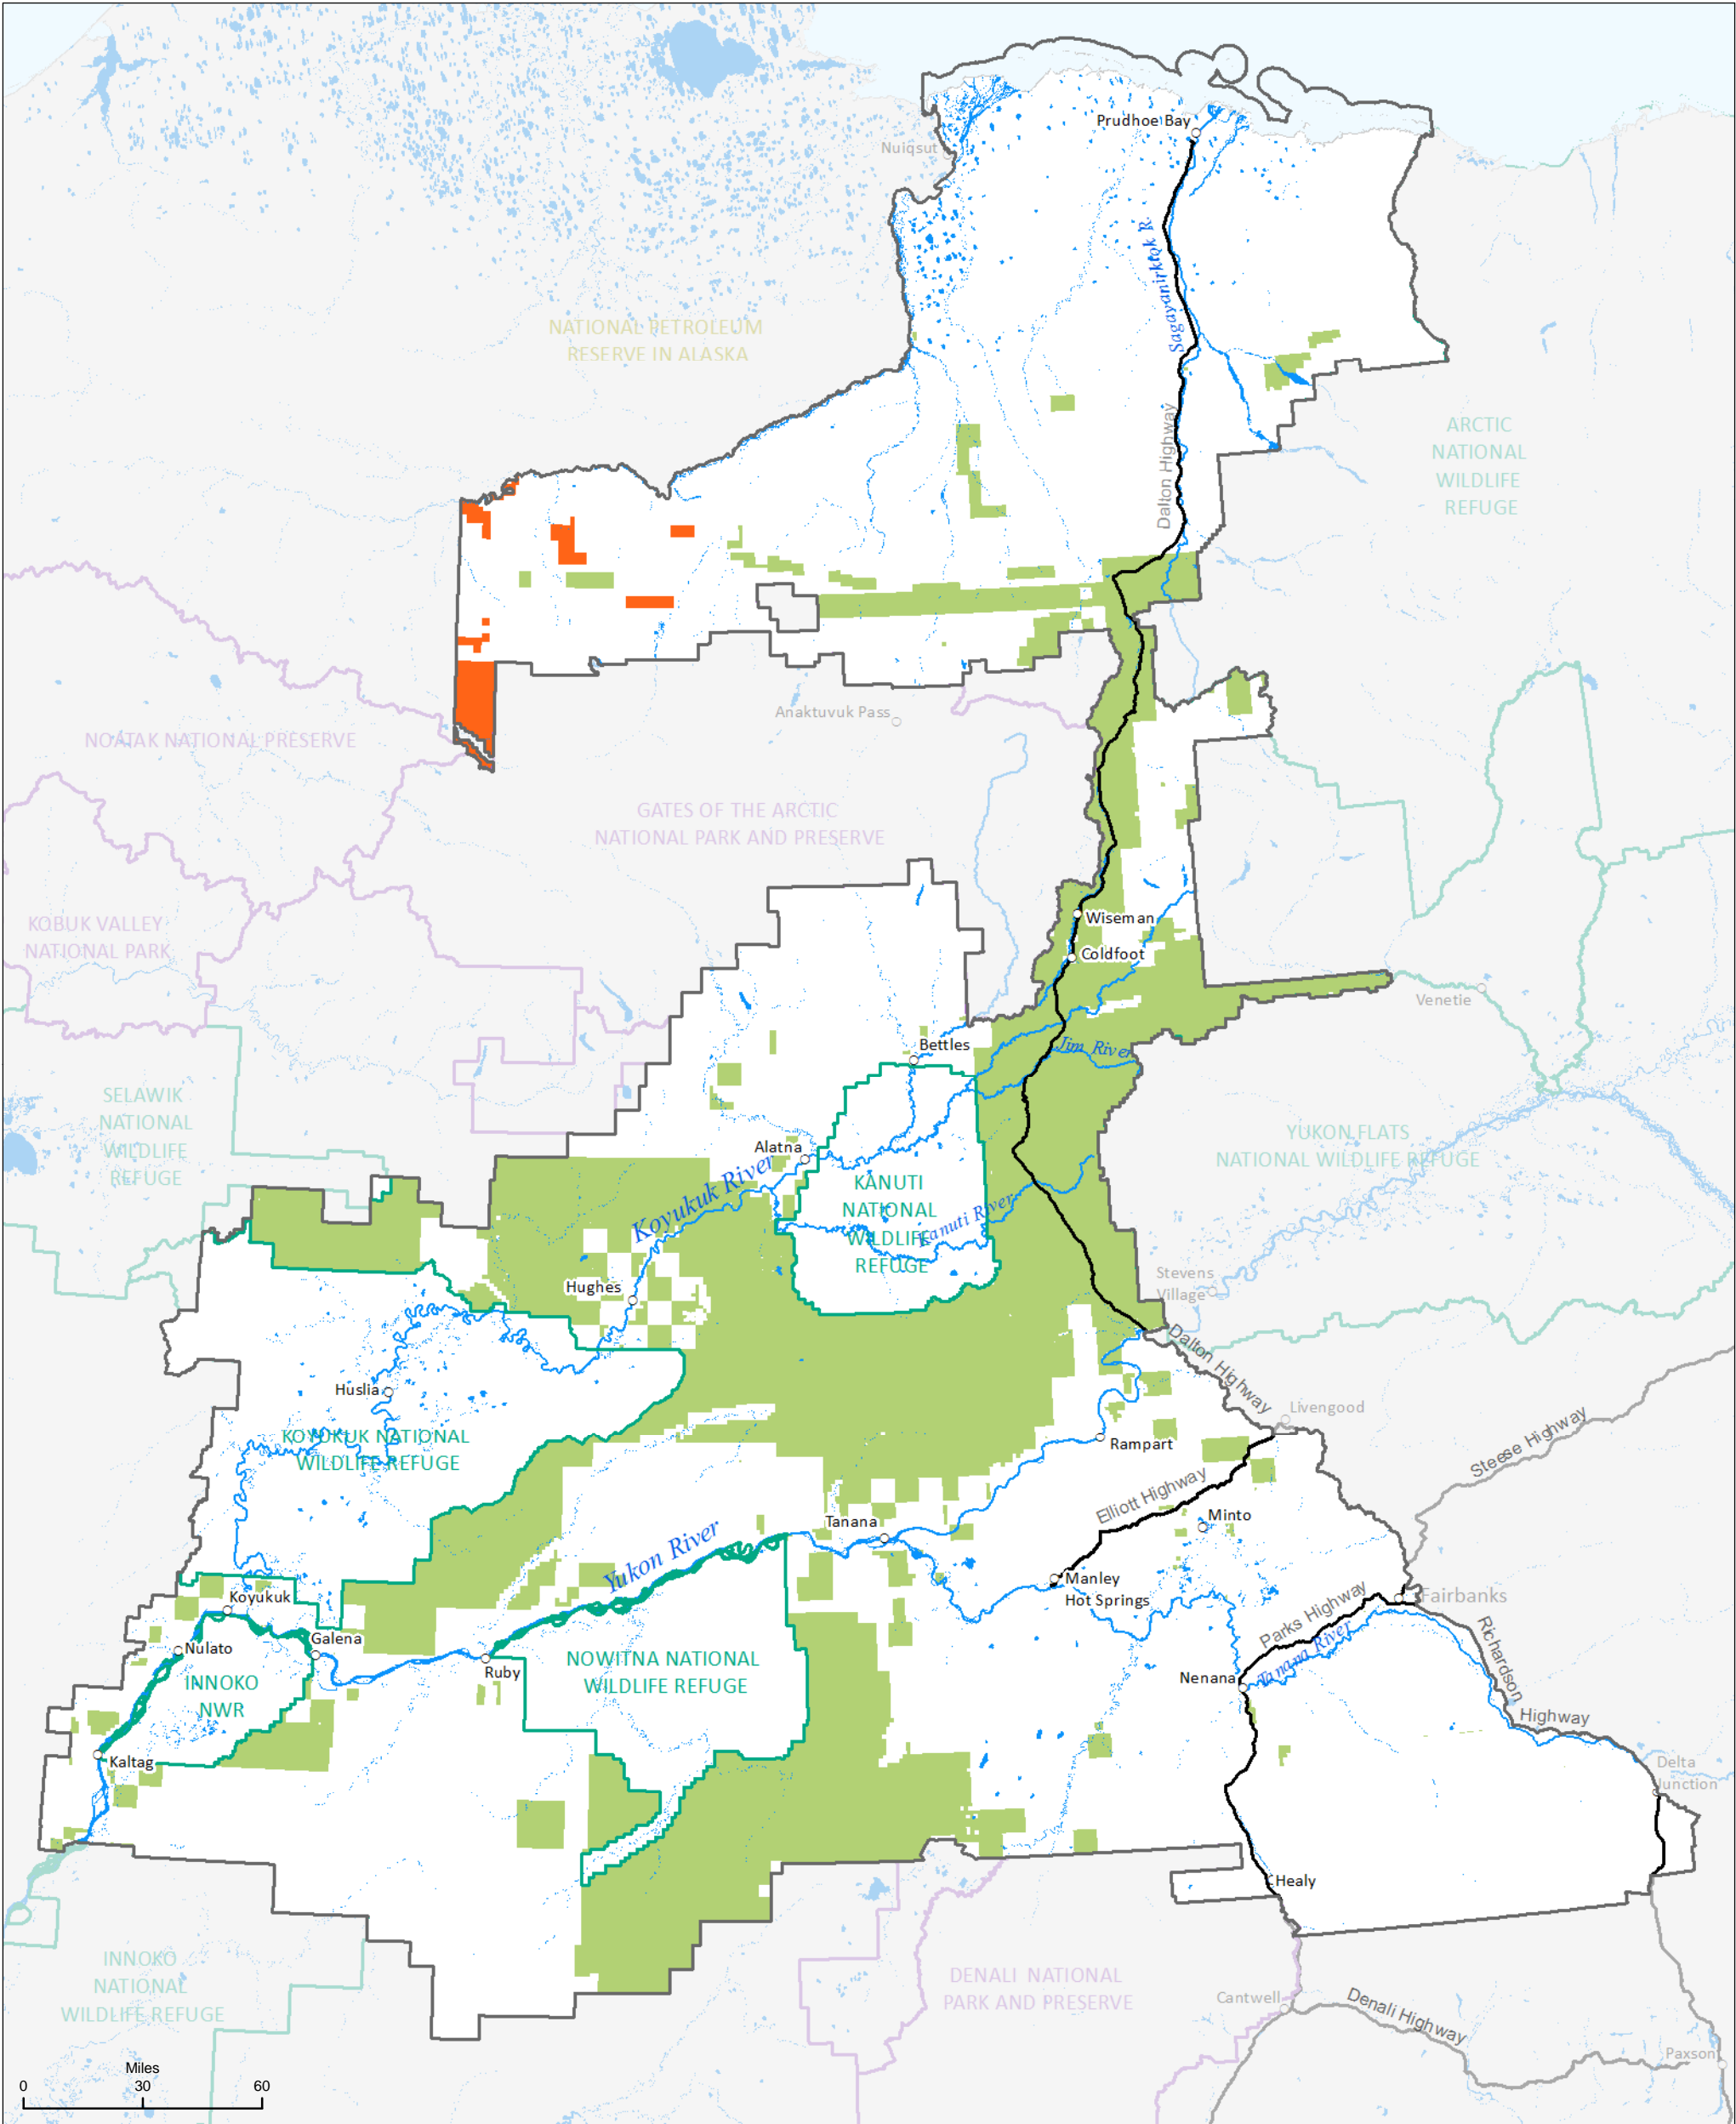 Prudhoe Bay
Nuiqsut
Sagavanirktok R.
NATIONAL PETROLEUM
RESERVE IN ALASKA
Dalton Highway
ARCTIC
NATIONAL
WILDLIFE
REFUGE
Anaktuvuk Pass
NOATAK NATIONAL PRESERVE
GATES OF THE ARCTIC
NATIONAL PARK AND PRESERVE
KOBUK VALLEY
NATIONAL PARK
Wiseman
Coldfoot
Venetie
Bettles
Jim River
SELAWIK
NATIONAL
WILDLIFE
REFUGE
YUKON FLATS
NATIONAL WILDLIFE REFUGE
Alatna
Koyukuk River
KANUTI
NATIONAL
WILDLIFE
REFUGE
Kanuti River
Hughes
Stevens
Village
Dalton Highway
Huslia
Livengood
KOYUKUK NATIONAL
WILDLIFE REFUGE
Rampart
Steese Highway
Elliott Highway
Minto
Tanana
Yukon River
Manley
Hot Springs
Koyukuk
Fairbanks
Parks Highway
Nulato
Galena
Tanana River
Richardson
Highway
Ruby
NOWITNA NATIONAL
WILDLIFE REFUGE
Nenana
INNOKO
NWR
Kaltag
Delta
Junction
Healy
INNOKO
NATIONAL
WILDLIFE REFUGE
DENALI NATIONAL
PARK AND PRESERVE
Cantwell
Denali Highway
Paxson
Miles
0 30 60